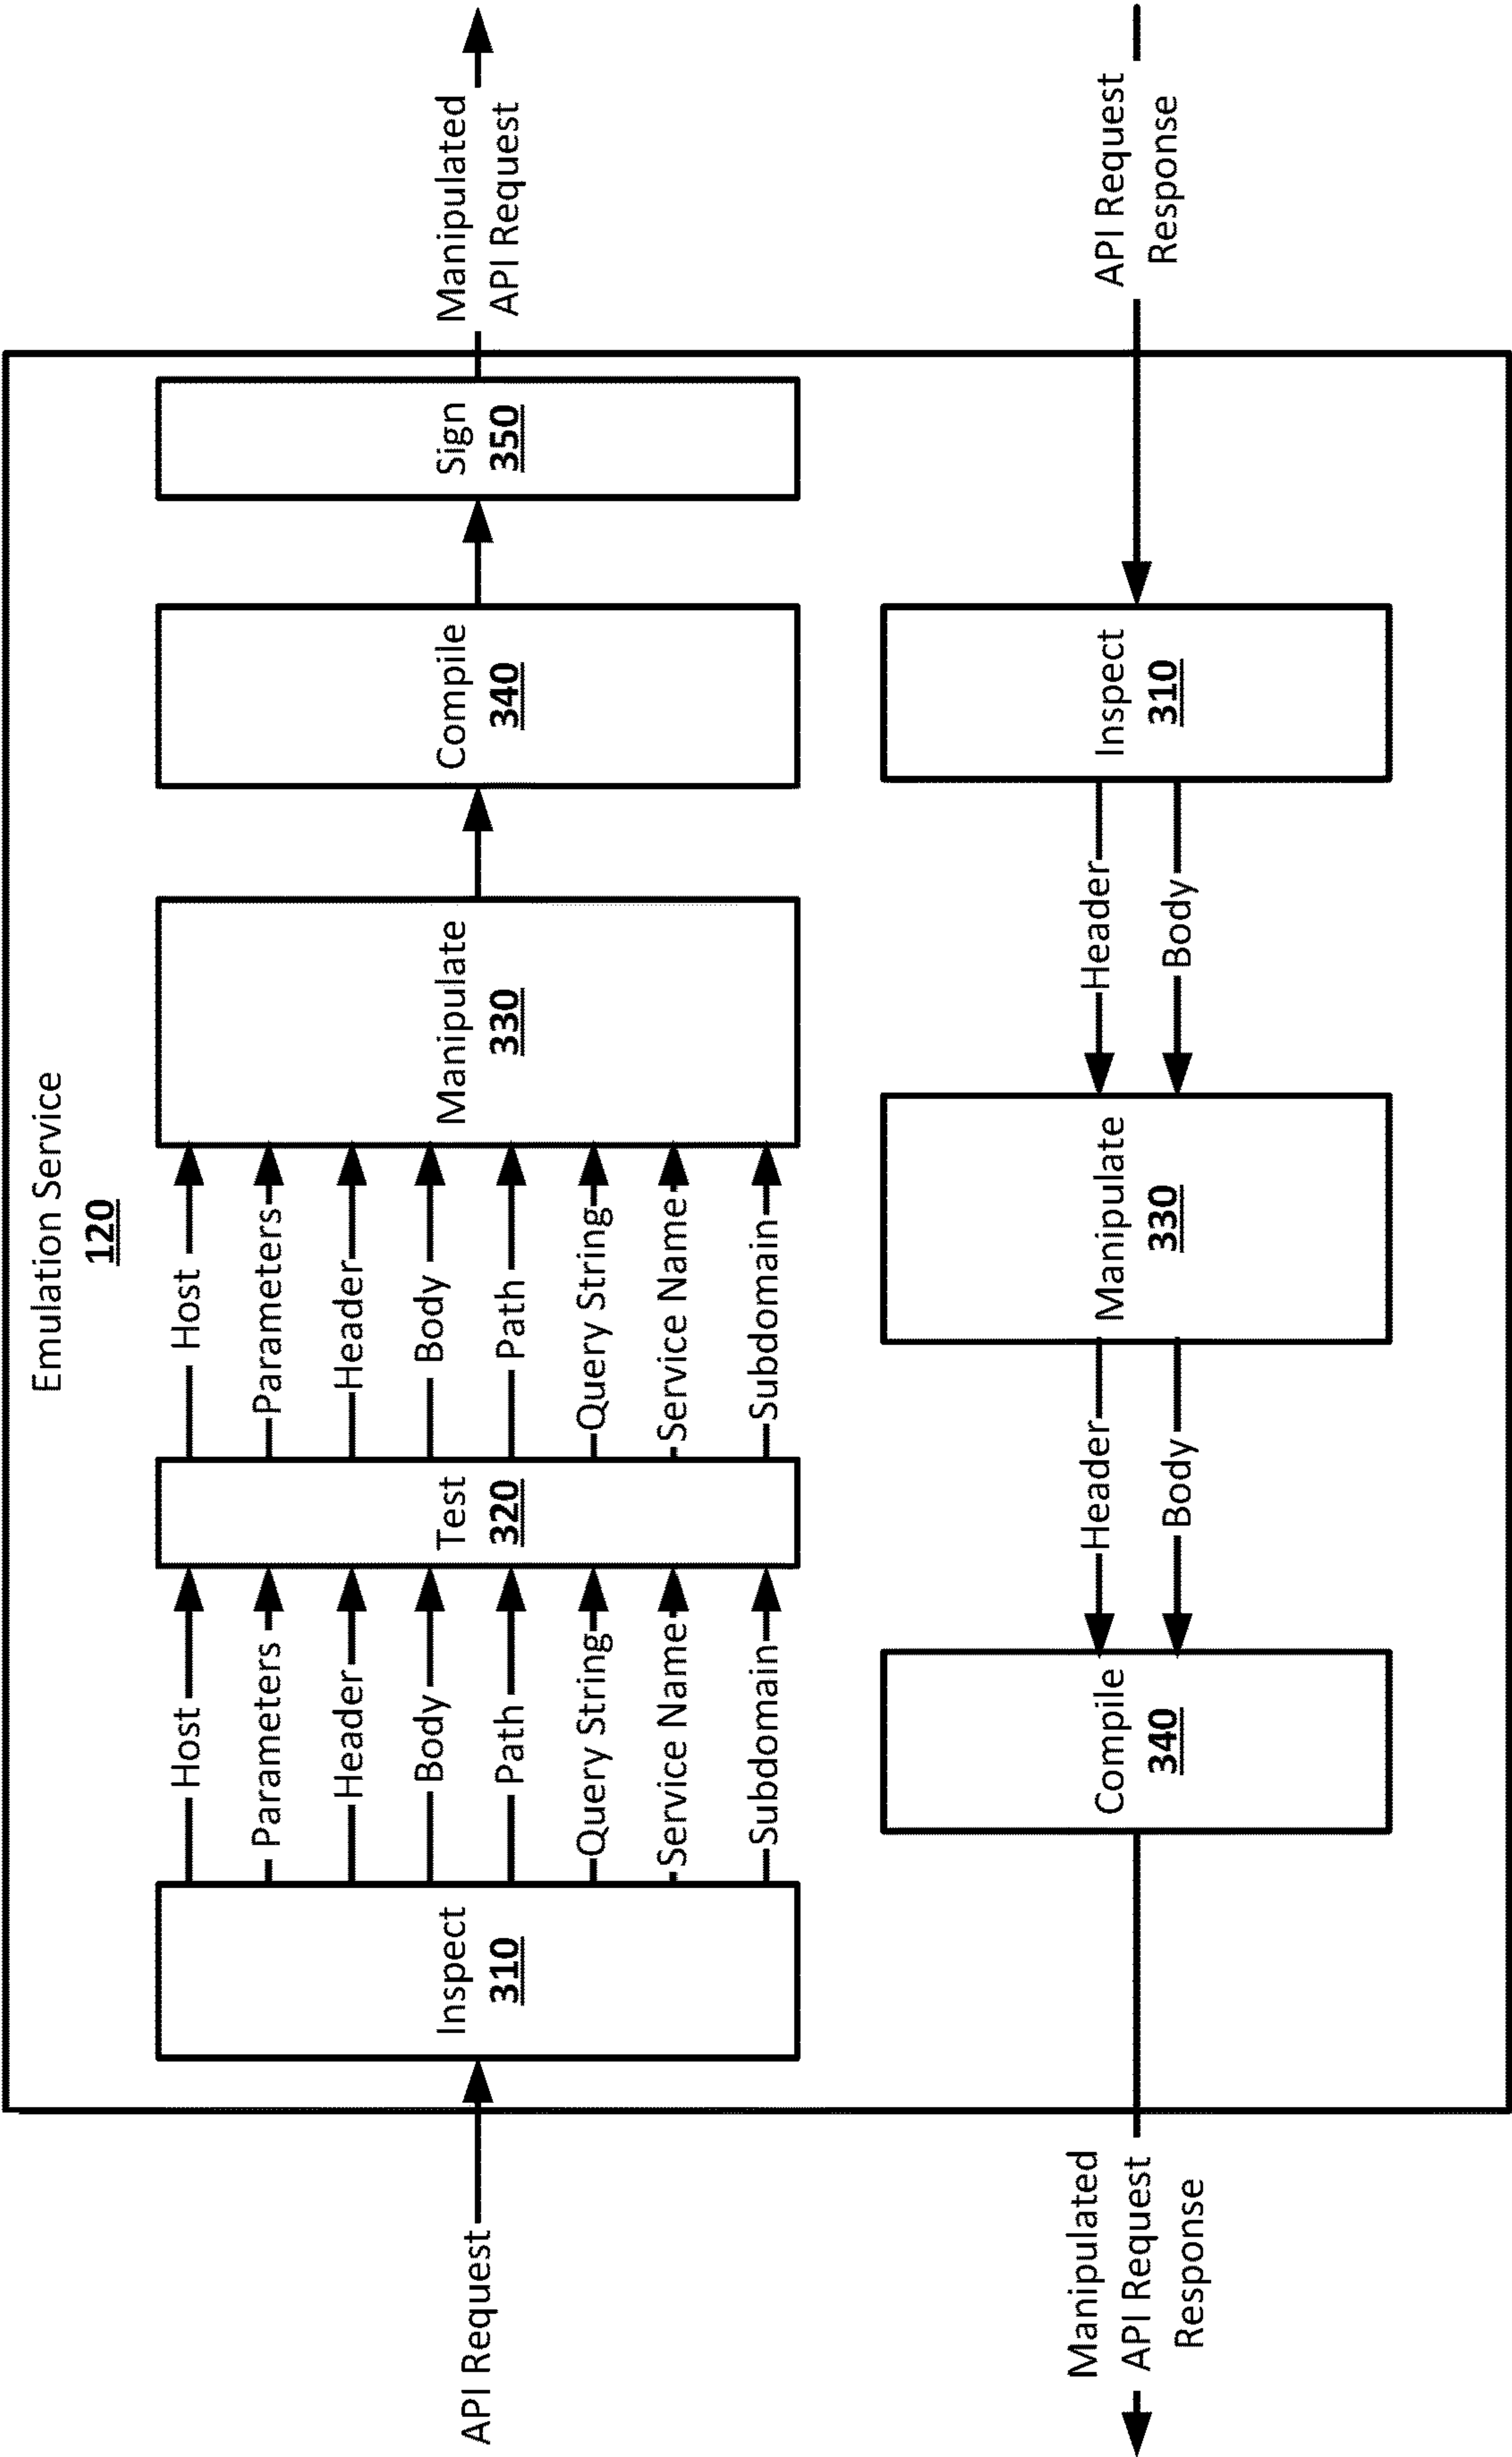 Emulation Service
120
API Request
Inspect
310
Host
Parameters
Header
Body
Path
Query String
Service Name
Subdomain
Test
320
Host
Parameters
Header
Body
Path
Query String
Service Name
Subdomain
Manipulate
330
Compile
340
Sign
350
Manipulated
API Request
Manipulated
API Request
Response
Compile
340
Header
Body
Manipulate
330
Header
Body
Inspect
310
API Request
Response